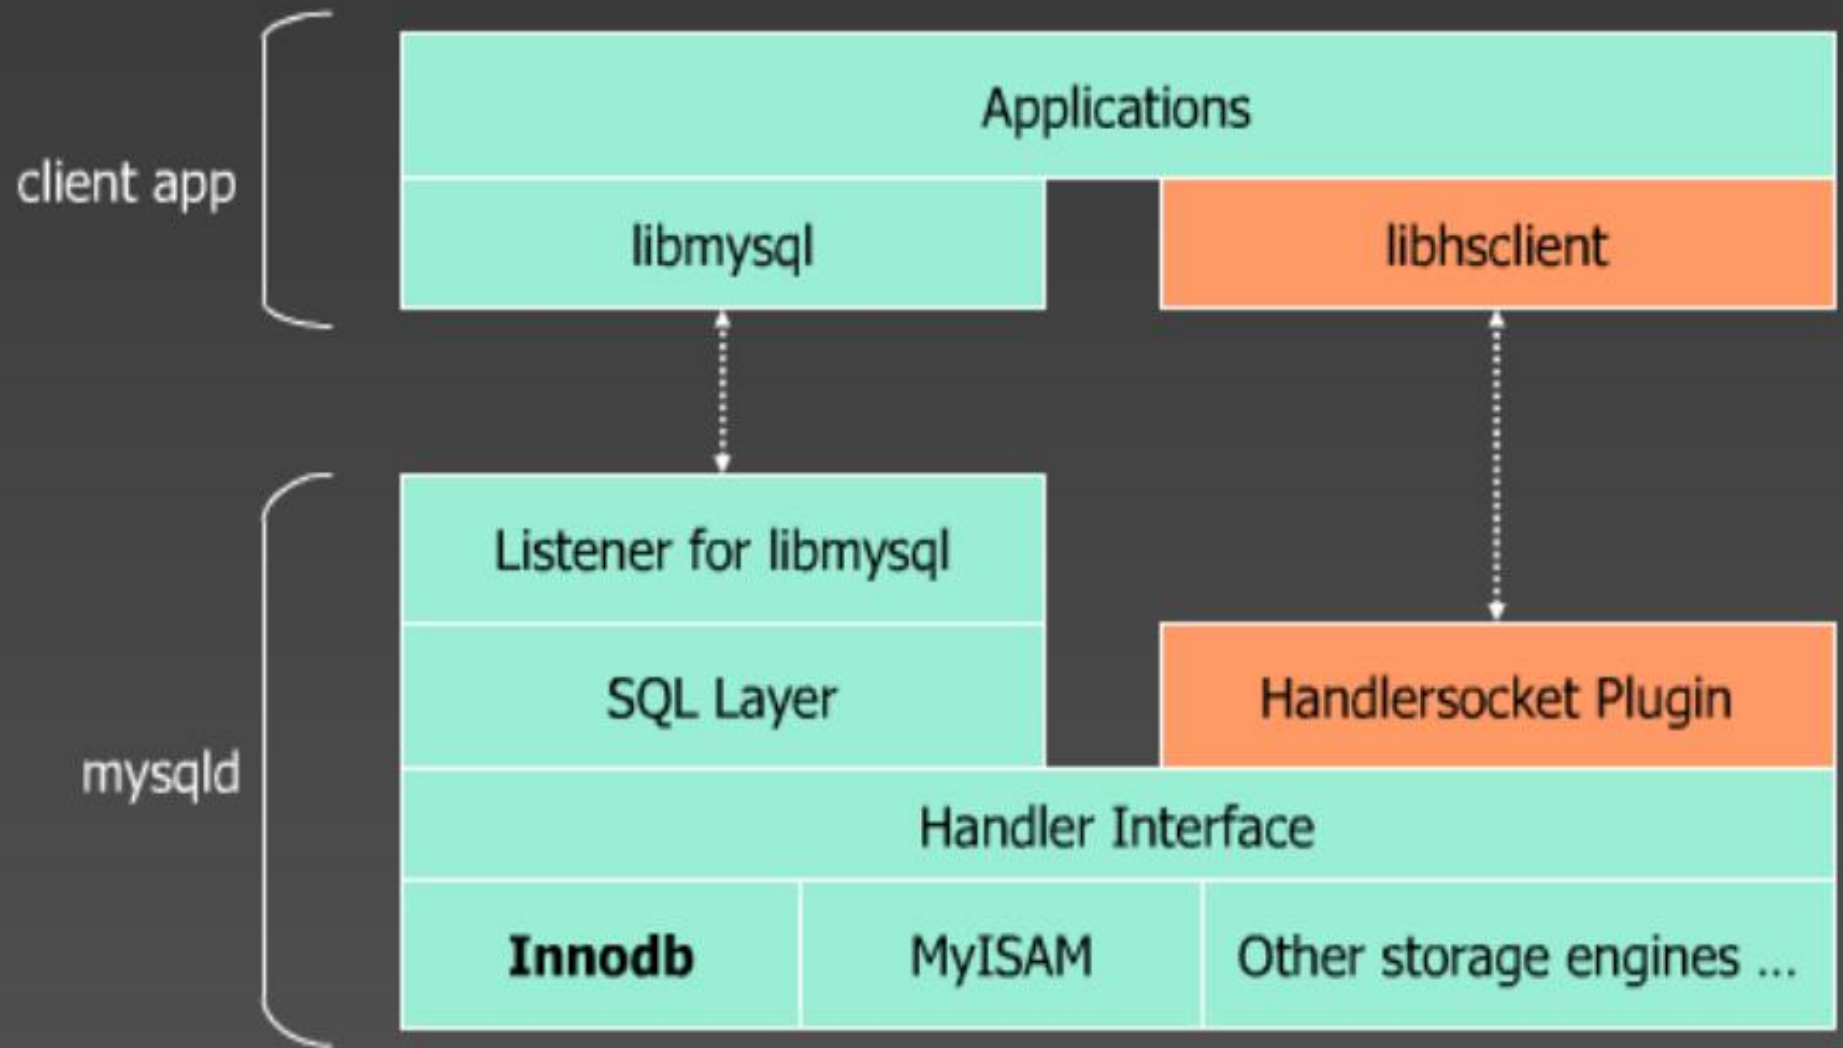 Applications
client app
libmysql
libhsclient
Listener for libmysql
SQL Layer
Handlersocket Plugin
mysqld
Handler Interface
Innodb
MyISAM
Other storage engines ...